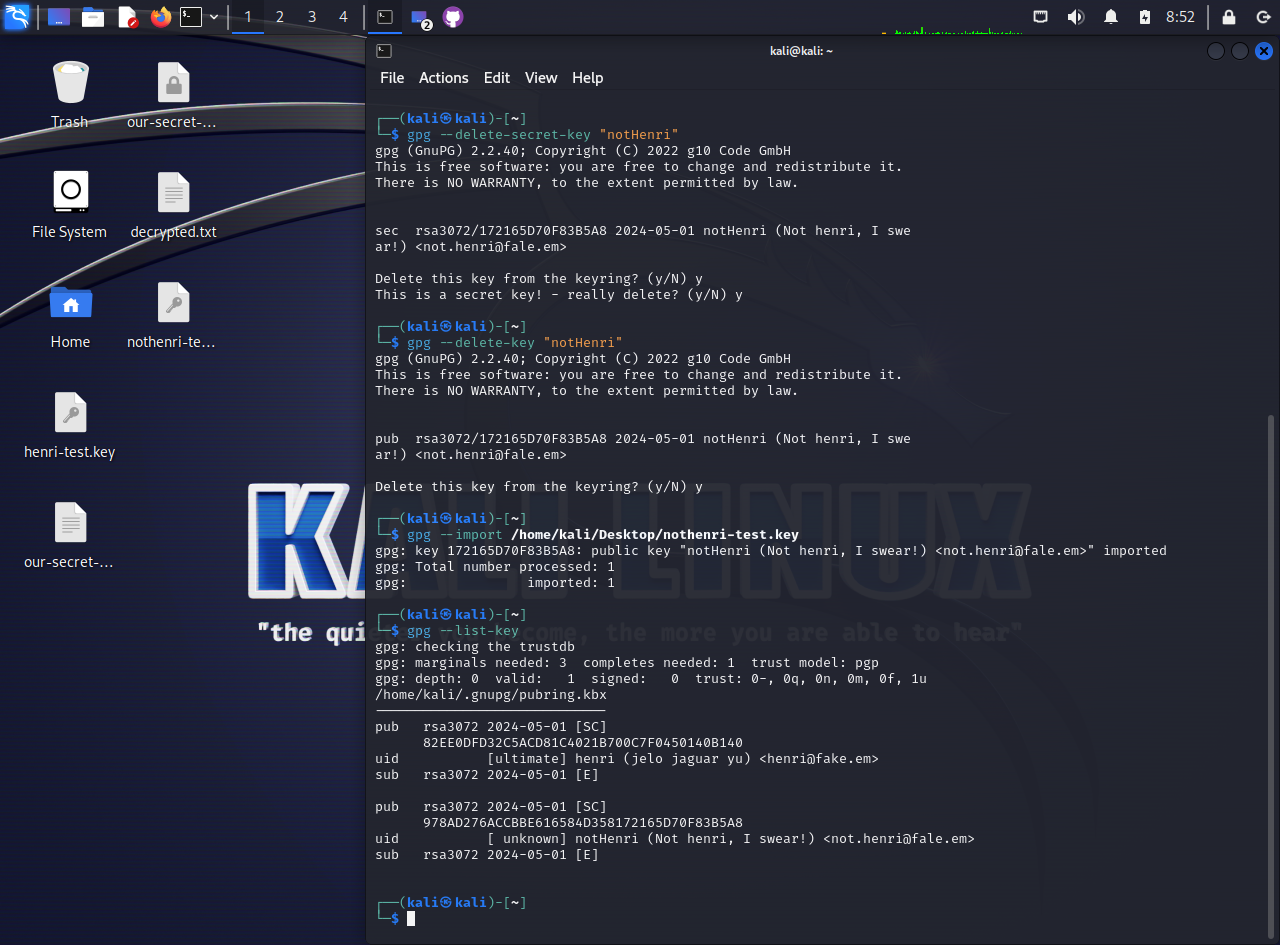 1 2 3 4 2 8:52
kali@kali: ~
File Actions Edit View Help
Trash
our-secret-...
File System
decrypted.txt
Home
nothenri-te...
henri-test.key
our-secret-...
KALI LINUX
"the quieter you become, the more you are able to hear"
┌──(kali㉿kali)-[~]
└─$ gpg --delete-secret-key "notHenri"
gpg (GnuPG) 2.2.40; Copyright (C) 2022 g10 Code GmbH
This is free software: you are free to change and redistribute it.
There is NO WARRANTY, to the extent permitted by law.
sec  rsa3072/172165D70F83B5A8 2024-05-01 notHenri (Not henri, I swe
ar!) <not.henri@fale.em>
Delete this key from the keyring? (y/N) y
This is a secret key! - really delete? (y/N) y
┌──(kali㉿kali)-[~]
└─$ gpg --delete-key "notHenri"
gpg (GnuPG) 2.2.40; Copyright (C) 2022 g10 Code GmbH
This is free software: you are free to change and redistribute it.
There is NO WARRANTY, to the extent permitted by law.
pub  rsa3072/172165D70F83B5A8 2024-05-01 notHenri (Not henri, I swe
ar!) <not.henri@fale.em>
Delete this key from the keyring? (y/N) y
┌──(kali㉿kali)-[~]
└─$ gpg --import /home/kali/Desktop/nothenri-test.key
gpg: key 172165D70F83B5A8: public key "notHenri (Not henri, I swear!) <not.henri@fale.em>" imported
gpg: Total number processed: 1
gpg:               imported: 1
┌──(kali㉿kali)-[~]
└─$ gpg --list-key
gpg: checking the trustdb
gpg: marginals needed: 3  completes needed: 1  trust model: pgp
gpg: depth: 0  valid:   1  signed:   0  trust: 0-, 0q, 0n, 0m, 0f, 1u
/home/kali/.gnupg/pubring.kbx
-----------------------------
pub   rsa3072 2024-05-01 [SC]
      82EE0DFD32C5ACD81C4021B700C7F0450140B140
uid           [ultimate] henri (jelo jaguar yu) <henri@fake.em>
sub   rsa3072 2024-05-01 [E]
pub   rsa3072 2024-05-01 [SC]
      978AD276ACCBBE616584D358172165D70F83B5A8
uid           [ unknown] notHenri (Not henri, I swear!) <not.henri@fale.em>
sub   rsa3072 2024-05-01 [E]
┌──(kali㉿kali)-[~]
└─$